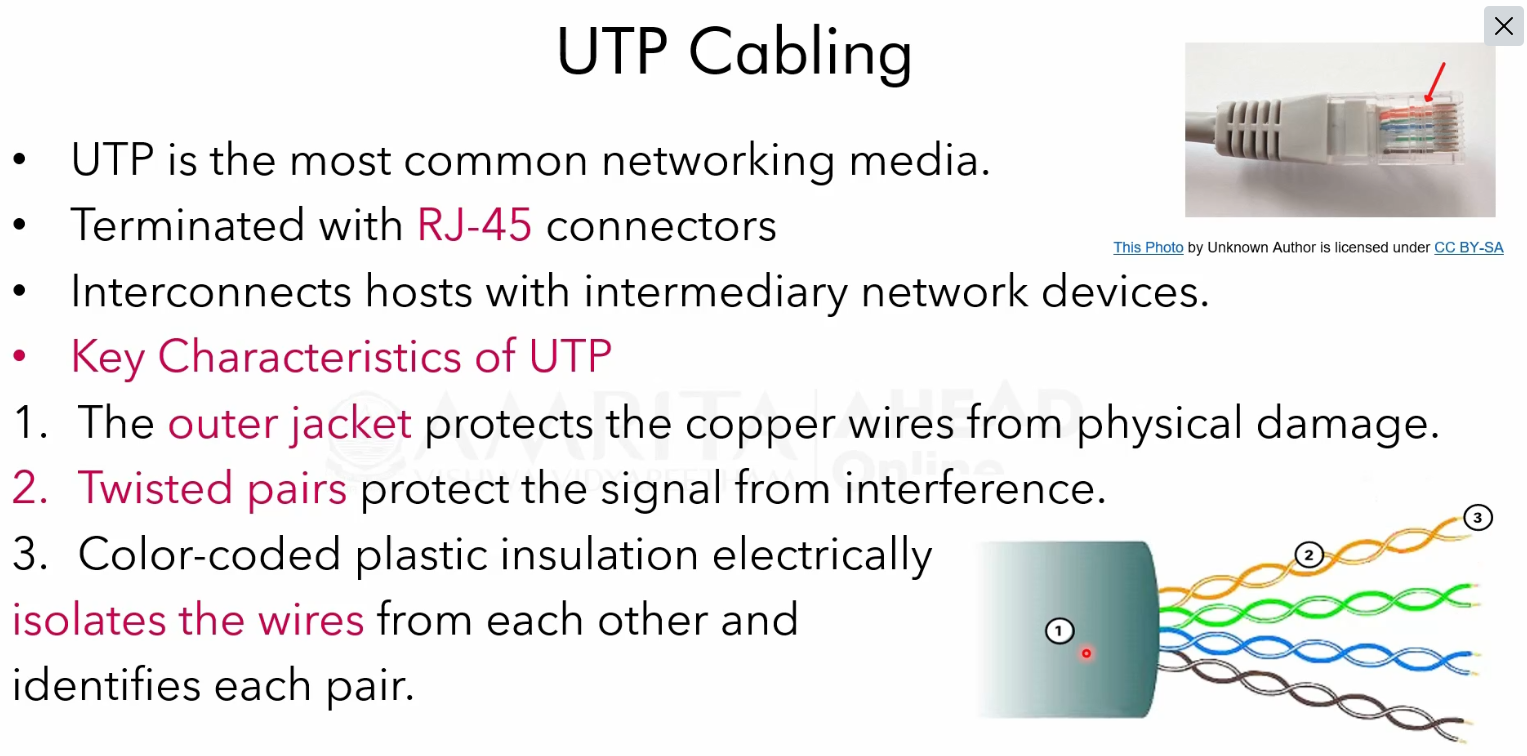 UTP Cabling
• UTP is the most common networking media.
• Terminated with RJ-45 connectors
This Photo by Unknown Author is licensed under CC BY-SA
• Interconnects hosts with intermediary network devices.
• Key Characteristics of UTP
1. The outer jacket protects the copper wires from physical damage.
2. Twisted pairs protect the signal from interference.
3. Color-coded plastic insulation electrically
isolates the wires from each other and
identifies each pair.
AMRITA AHEAD
VISHWA VIDYAPEETHAM Online
3
2
1